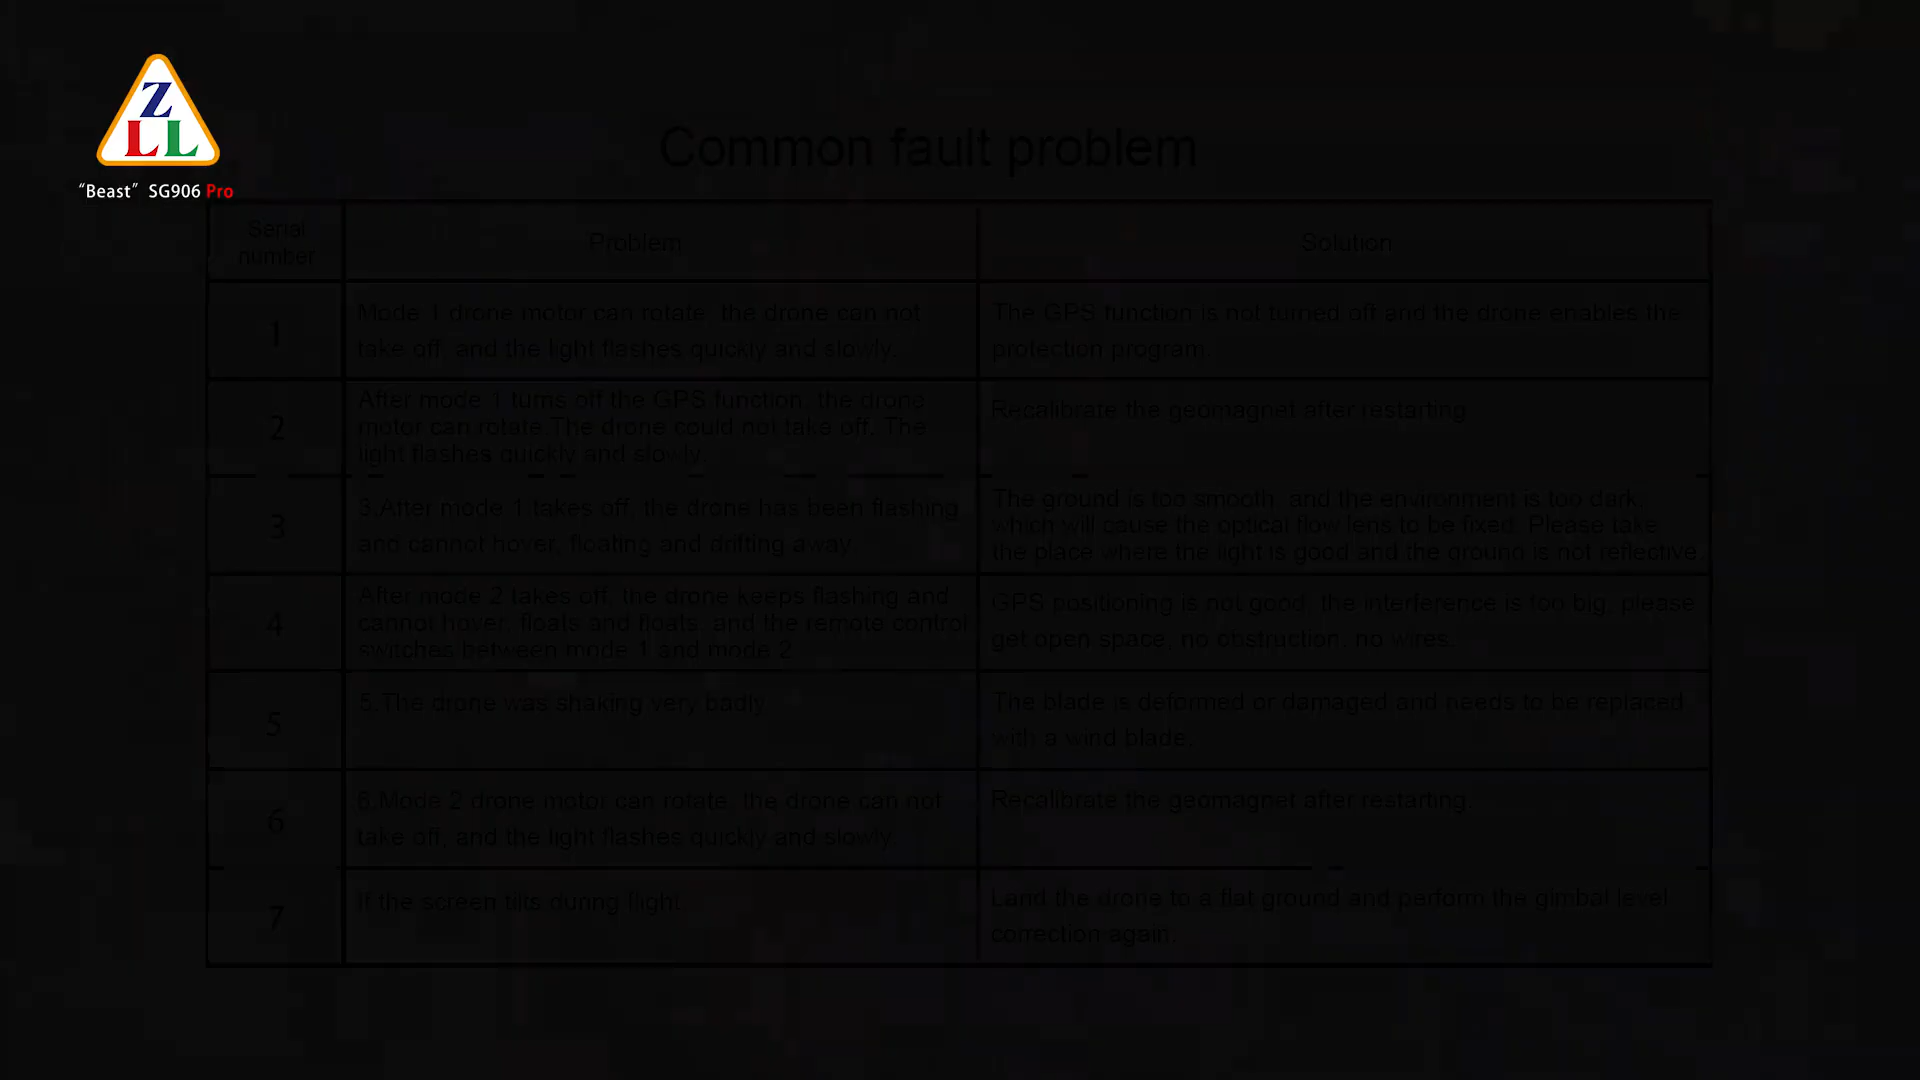 Z
LL
“Beast” SG906 Pro
Common fault problem
Serial
number
Problem
Solution
1
Mode 1 drone motor can rotate, the drone can not
take off, and the light flashes quickly and slowly.
The GPS function is not turned off and the drone enables the
protection program.
2
After mode 1 turns off the GPS function, the drone
motor can rotate.The drone could not take off. The
light flashes quickly and slowly.
Recalibrate the geomagnet after restarting
3
3.After mode 1 takes off, the drone has been flashing
and cannot hover, floating and drifting away
The ground is too smooth, and the environment is too dark,
which will cause the optical flow lens to be fixed. Please take
the place where the light is good and the ground is not reflective.
4
After mode 2 takes off, the drone keeps flashing and
cannot hover, floats and floats, and the remote control
switches between mode 1 and mode 2
GPS positioning is not good, the interference is too big, please
get open space, no obstruction, no wires.
5
5.The drone was shaking very badly
The blade is deformed or damaged and needs to be replaced
with a wind blade.
6
6.Mode 2 drone motor can rotate, the drone can not
take off, and the light flashes quickly and slowly
Recalibrate the geomagnet after restarting.
7
If the screen tilts during flight
Land the drone to a flat ground and perform the gimbal level
correction again.